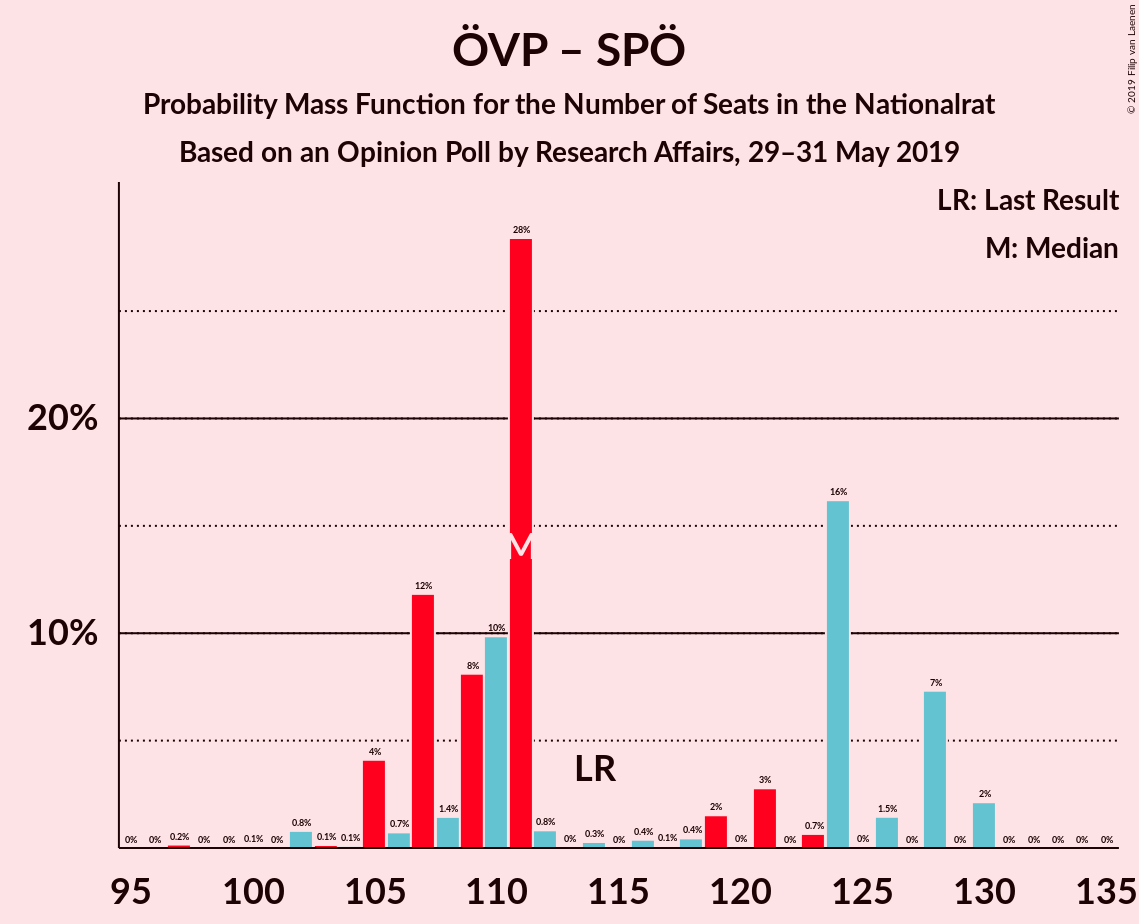 ÖVP – SPÖ
Probability Mass Function for the Number of Seats in the Nationalrat
Based on an Opinion Poll by Research Affairs, 29–31 May 2019
© 2019 Filip van Laenen
LR: Last Result
M: Median
20%
10%
0% 0% 0.2% 0% 0% 0.1% 0% 0.8% 0.1% 0.1% 4% 0.7% 12% 1.4% 8% 10% 28% 0.8% 0% 0.3% 0% 0.4% 0.1% 0.4% 2% 0% 3% 0% 0.7% 16% 0% 1.5% 0% 7% 0% 2% 0% 0% 0% 0% 0%
M
LR
95 100 105 110 115 120 125 130 135